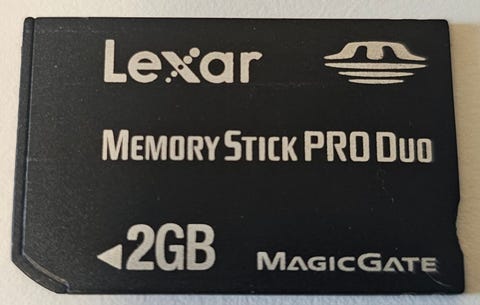 Lexar
MEMORY STICK PRO DUO
2GB
MAGICGATE